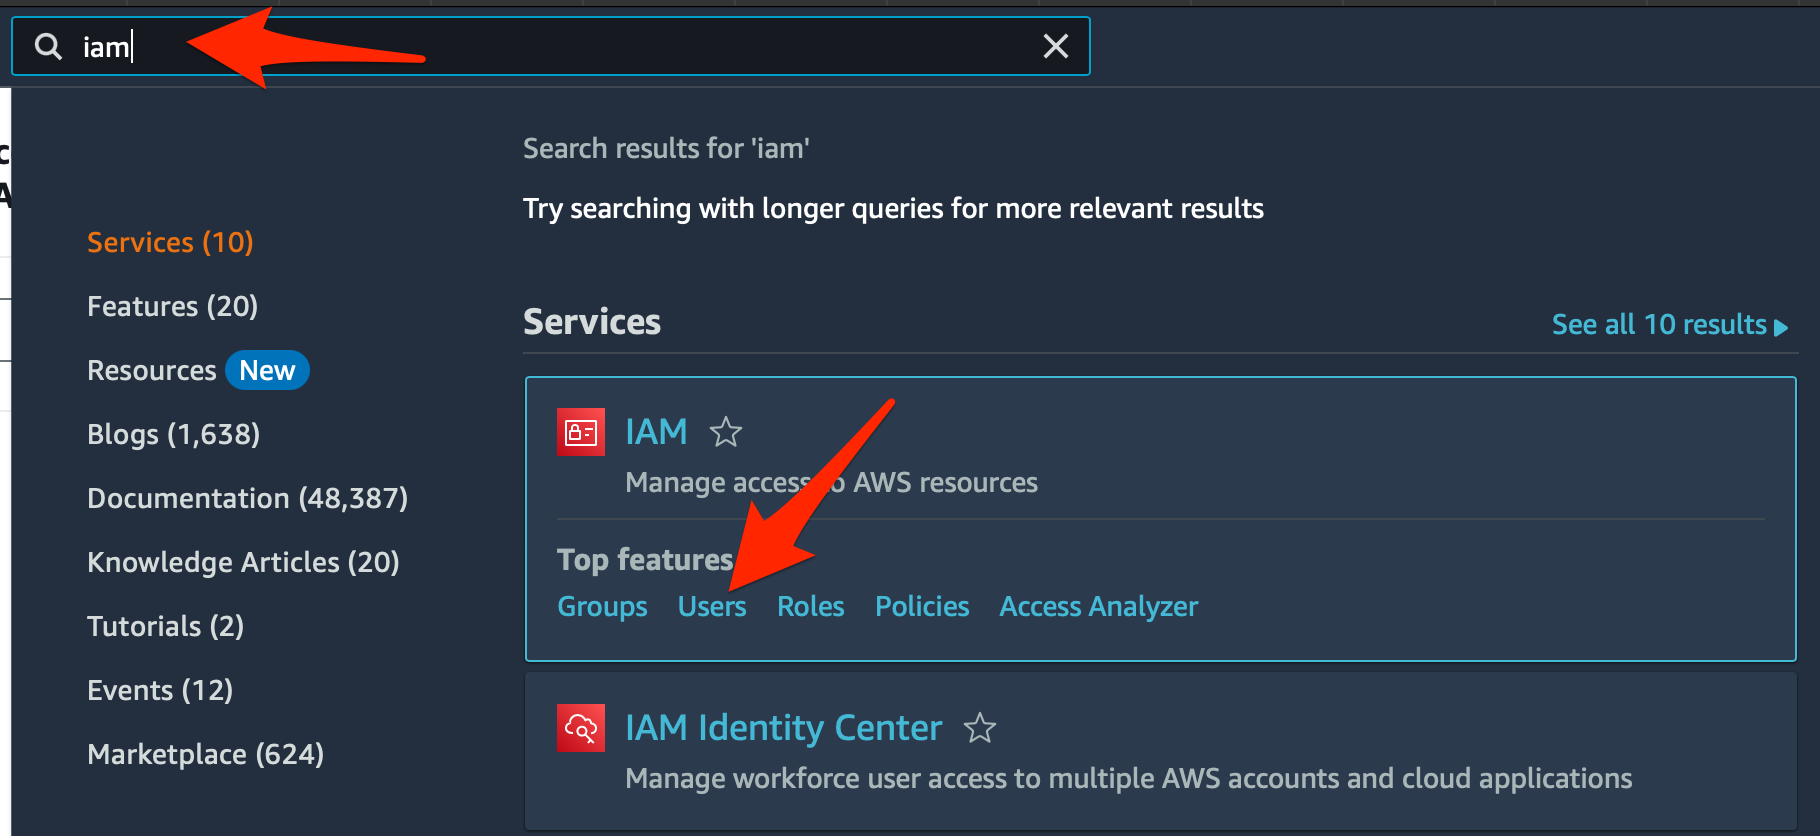 iam
Search results for 'iam'
Try searching with longer queries for more relevant results
Services (10)
Features (20)
Resources New
Blogs (1,638)
Documentation (48,387)
Knowledge Articles (20)
Tutorials (2)
Events (12)
Marketplace (624)
Services
See all 10 results
IAM
Manage access to AWS resources
Top features
Groups Users Roles Policies Access Analyzer
IAM Identity Center
Manage workforce user access to multiple AWS accounts and cloud applications